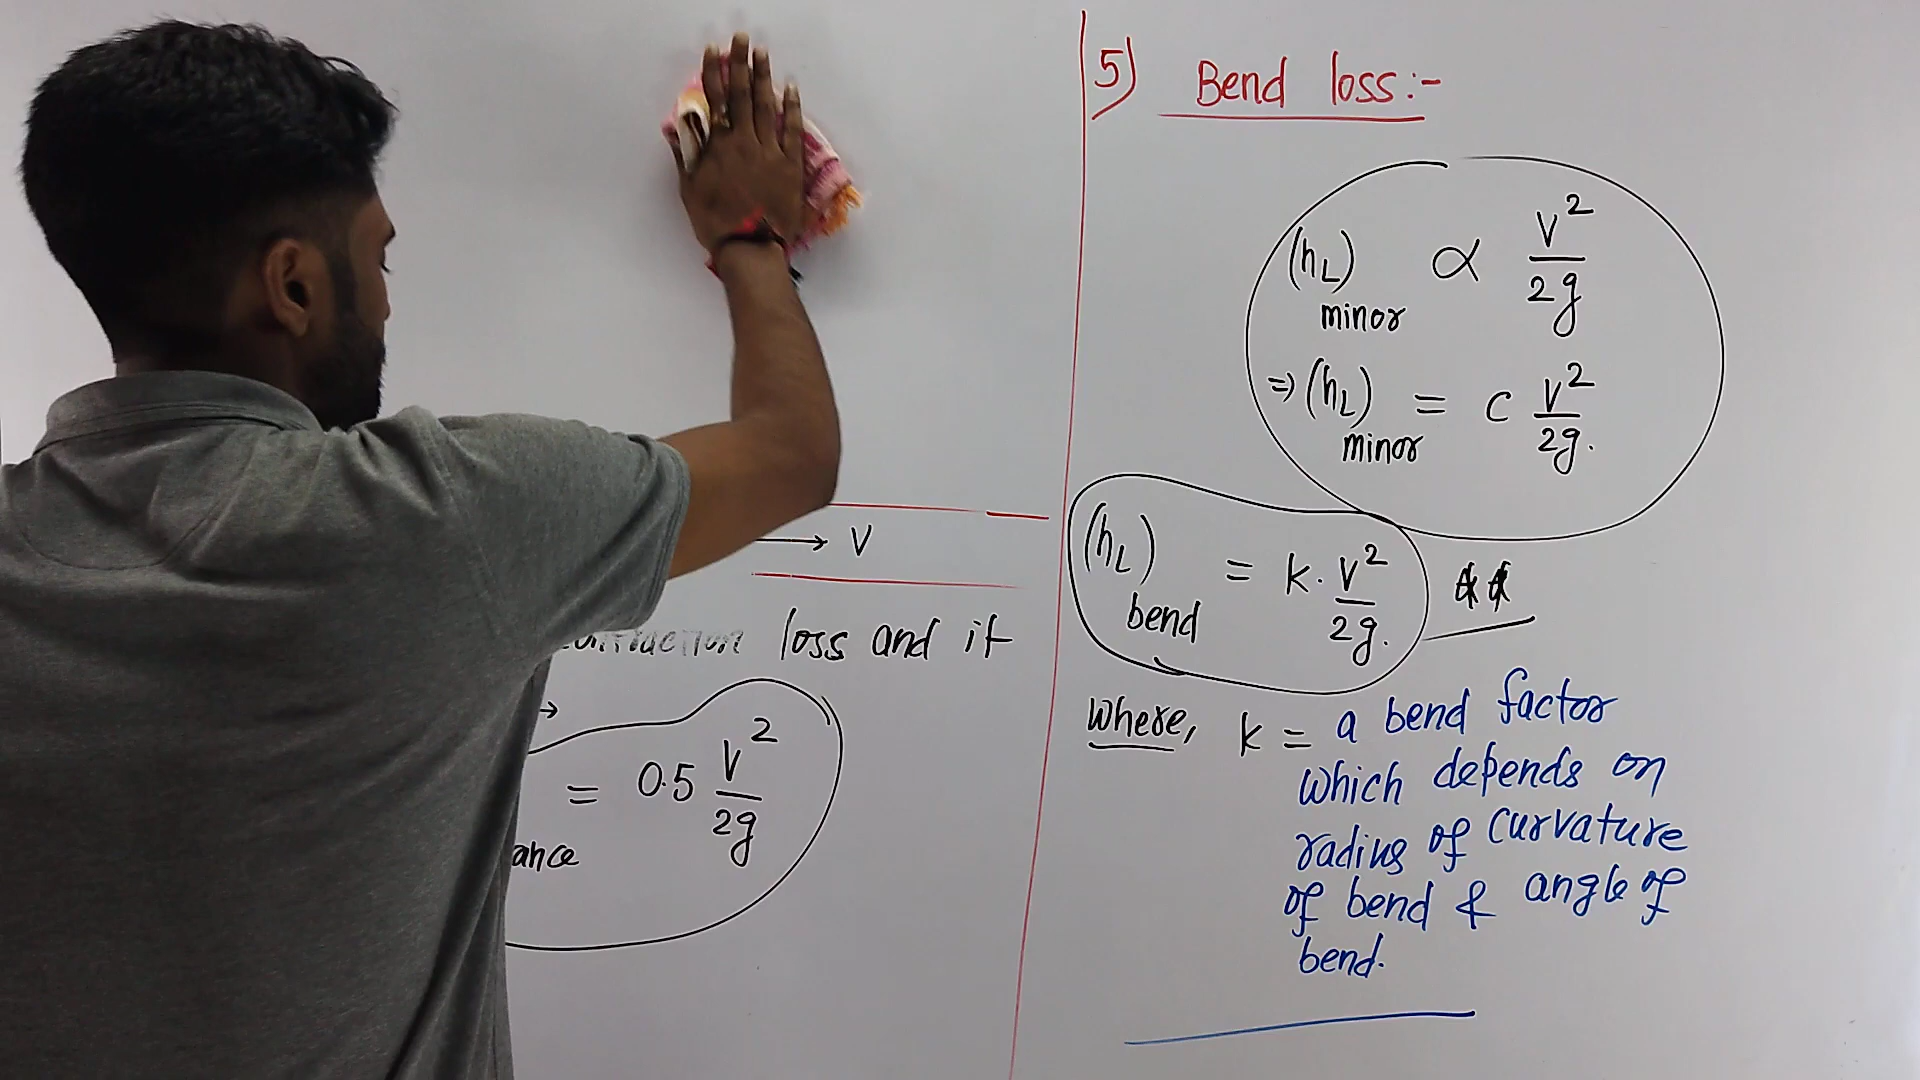 → V
loss and if
→
= 0.5 V²/2g
ance
5) Bend loss:-
(hL)minor ∝ V²/2g
⇒ (hL)minor = c V²/2g.
(hL)bend = k. V²/2g. **
where, k = a bend factor
which depends on
radius of curvature
of bend & angle of
bend.